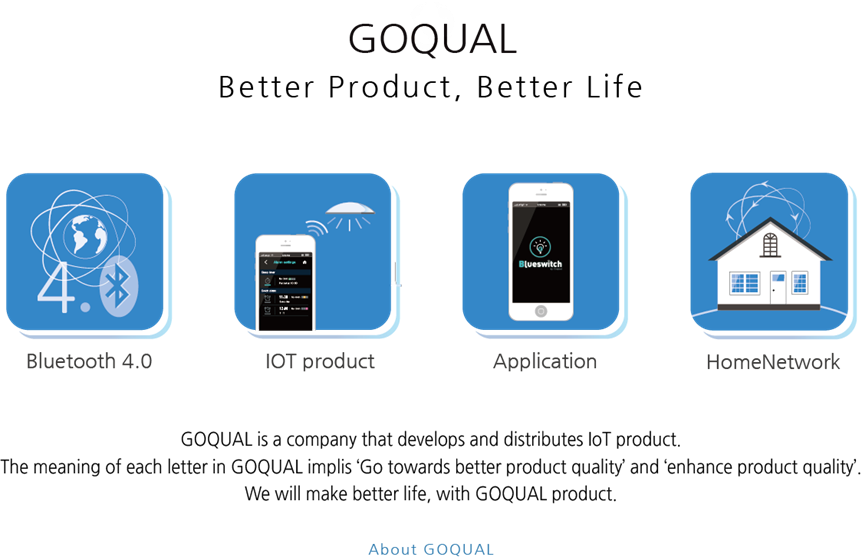 GOQUAL
Better Product, Better Life
4.0
Blueswitch
Bluetooth 4.0
IOT product
Application
HomeNetwork
GOQUAL is a company that develops and distributes IoT product.
The meaning of each letter in GOQUAL implis ‘Go towards better product quality’ and ‘enhance product quality’.
We will make better life, with GOQUAL product.
About GOQUAL